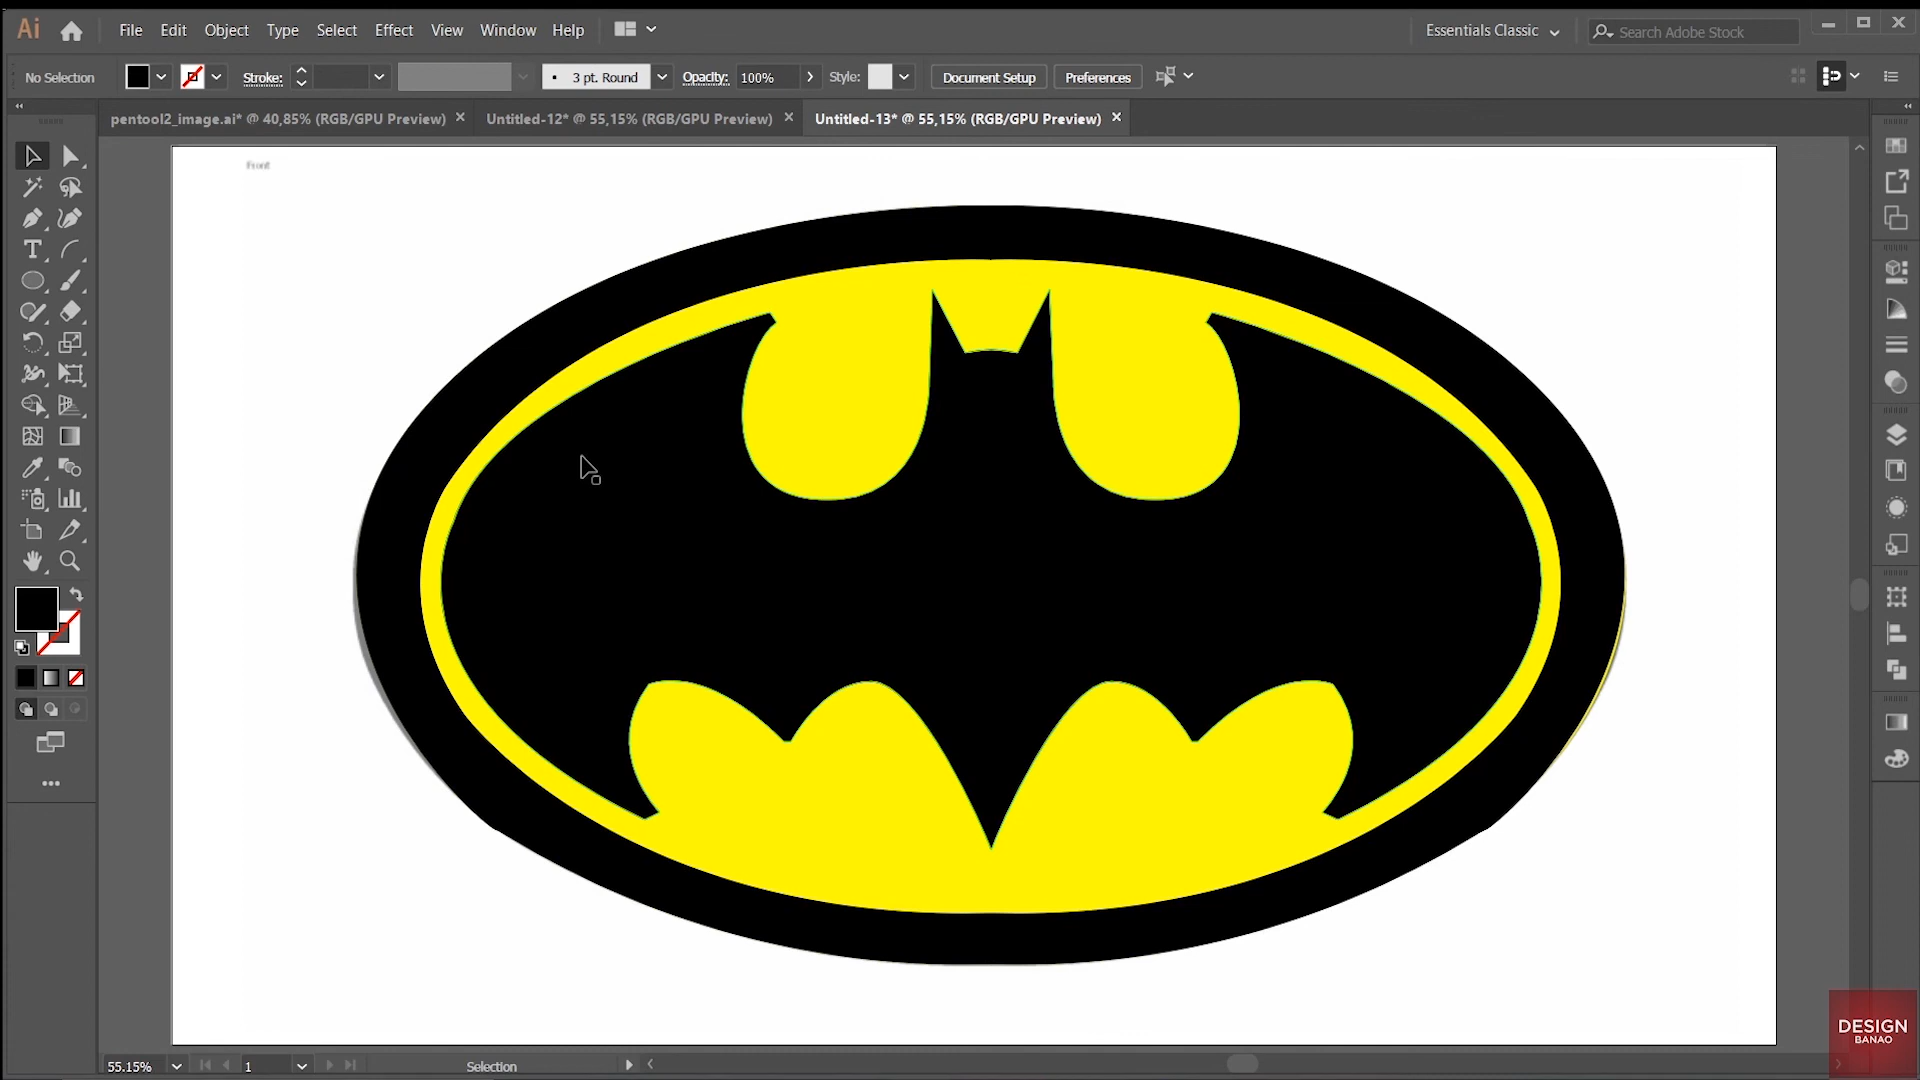 Ai File Edit Object Type Select Effect View Window Help Essentials Classic Search Adobe Stock
No Selection Stroke: 3 pt. Round Opacity: 100% Style: Document Setup Preferences
pentool2_image.ai* @ 40,85% (RGB/GPU Preview) Untitled-12* @ 55,15% (RGB/GPU Preview) Untitled-13* @ 55,15% (RGB/GPU Preview)
Front
DESIGN
BANAO
55.15% 1 Selection